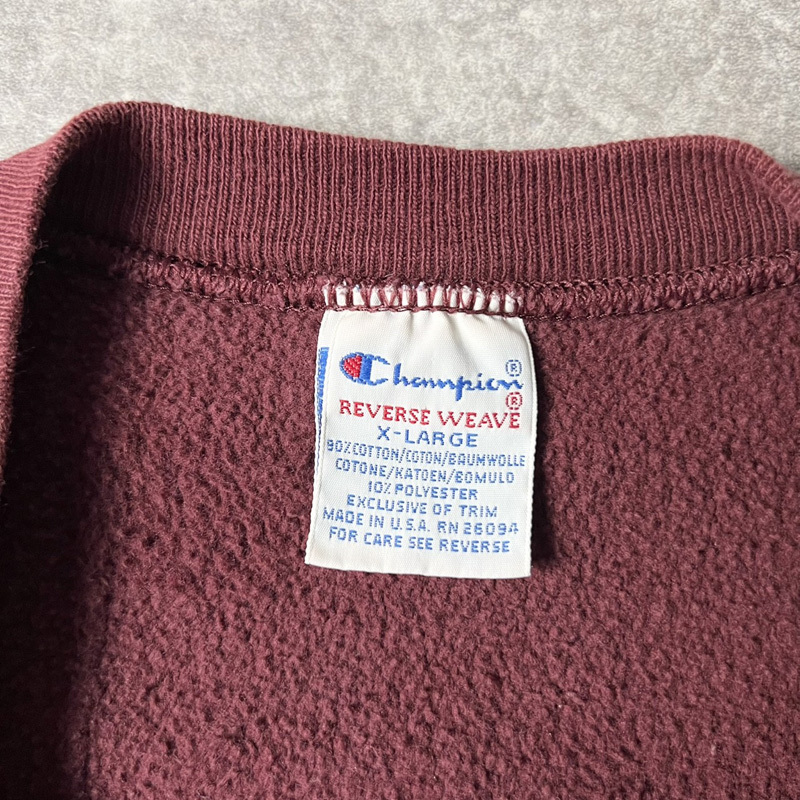 Champion®
REVERSE WEAVE®
X-LARGE
90% COTTON/COTON/BAUMWOLLE
COTONE/KATOEN/BOMULD
10% POLYESTER
EXCLUSIVE OF TRIM
MADE IN U.S.A. RN 26094
FOR CARE SEE REVERSE